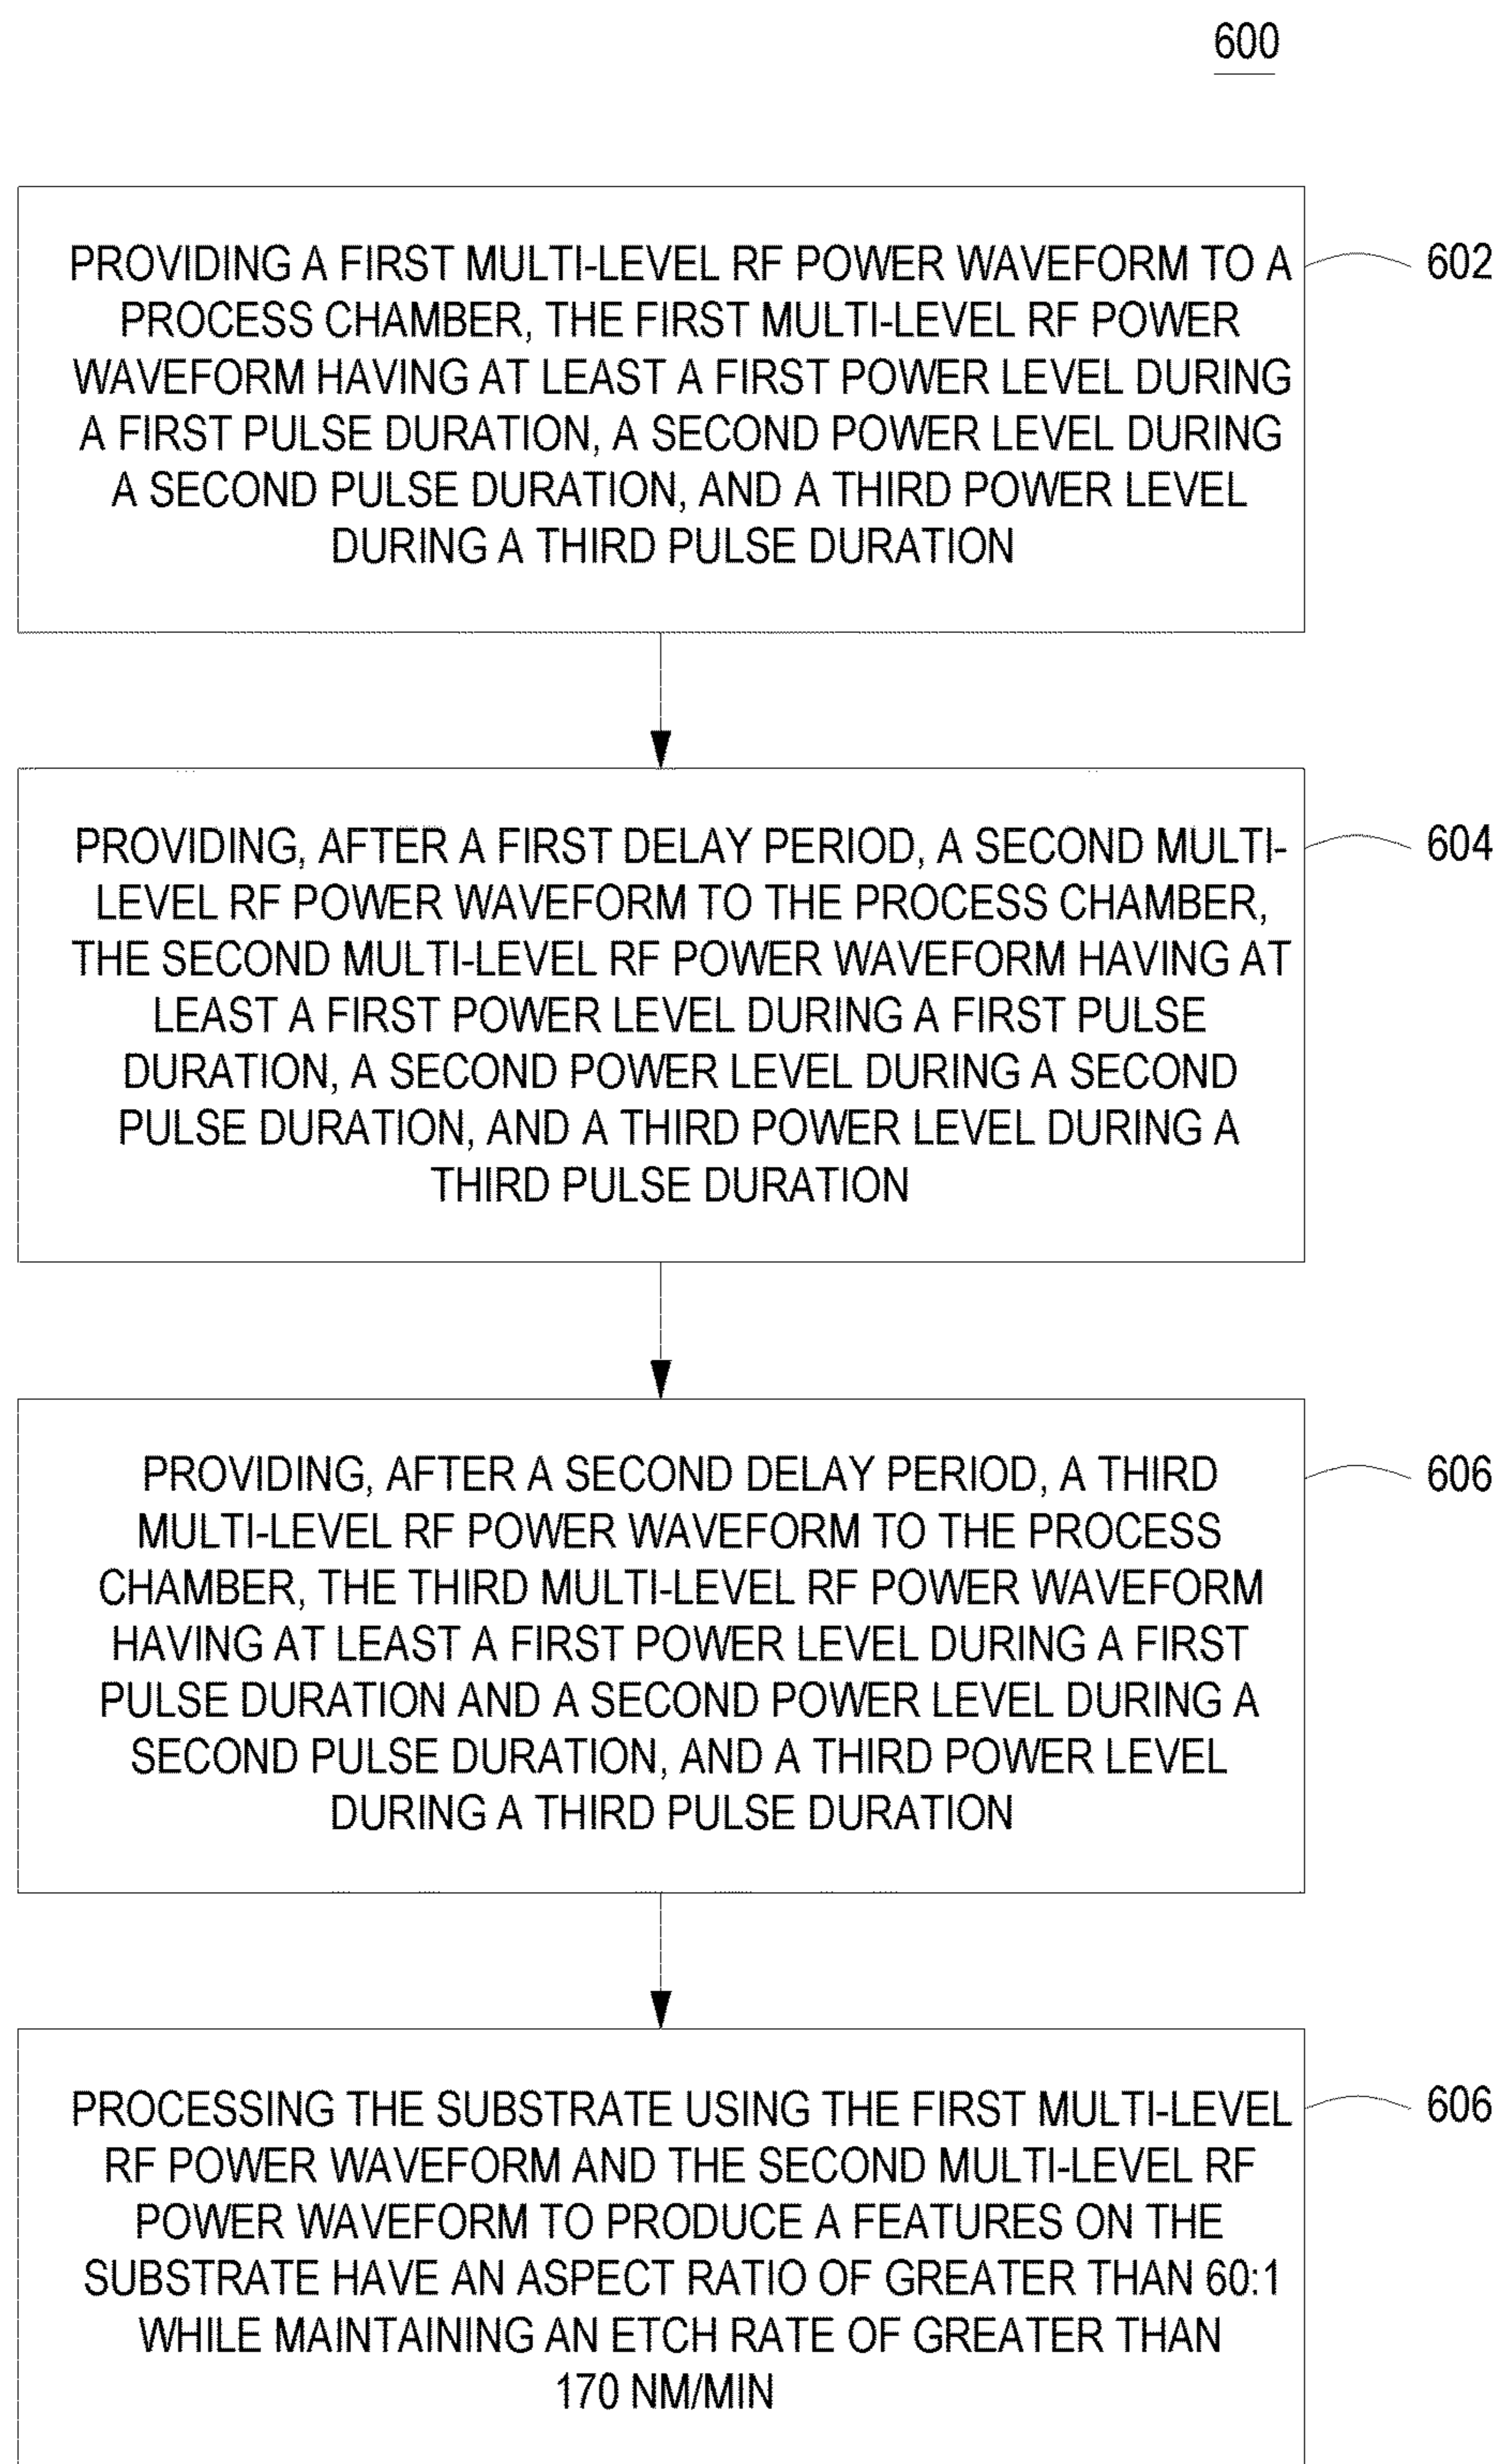 600
PROVIDING A FIRST MULTI-LEVEL RF POWER WAVEFORM TO A
PROCESS CHAMBER, THE FIRST MULTI-LEVEL RF POWER
WAVEFORM HAVING AT LEAST A FIRST POWER LEVEL DURING
A FIRST PULSE DURATION, A SECOND POWER LEVEL DURING
A SECOND PULSE DURATION, AND A THIRD POWER LEVEL
DURING A THIRD PULSE DURATION
602
PROVIDING, AFTER A FIRST DELAY PERIOD, A SECOND MULTI-
LEVEL RF POWER WAVEFORM TO THE PROCESS CHAMBER,
THE SECOND MULTI-LEVEL RF POWER WAVEFORM HAVING AT
LEAST A FIRST POWER LEVEL DURING A FIRST PULSE
DURATION, A SECOND POWER LEVEL DURING A SECOND
PULSE DURATION, AND A THIRD POWER LEVEL DURING A
THIRD PULSE DURATION
604
PROVIDING, AFTER A SECOND DELAY PERIOD, A THIRD
MULTI-LEVEL RF POWER WAVEFORM TO THE PROCESS
CHAMBER, THE THIRD MULTI-LEVEL RF POWER WAVEFORM
HAVING AT LEAST A FIRST POWER LEVEL DURING A FIRST
PULSE DURATION AND A SECOND POWER LEVEL DURING A
SECOND PULSE DURATION, AND A THIRD POWER LEVEL
DURING A THIRD PULSE DURATION
606
PROCESSING THE SUBSTRATE USING THE FIRST MULTI-LEVEL
RF POWER WAVEFORM AND THE SECOND MULTI-LEVEL RF
POWER WAVEFORM TO PRODUCE A FEATURES ON THE
SUBSTRATE HAVE AN ASPECT RATIO OF GREATER THAN 60:1
WHILE MAINTAINING AN ETCH RATE OF GREATER THAN
170 NM/MIN
606